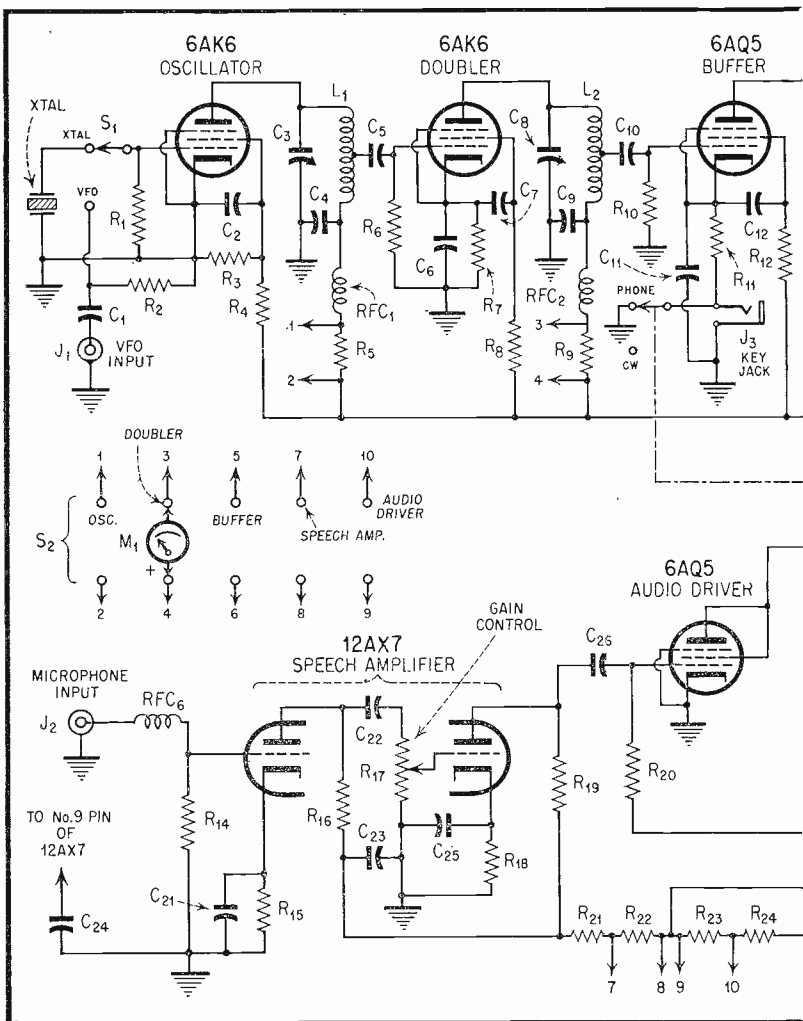 6AK6
OSCILLATOR
6AK6
DOUBLER
6AQ5
BUFFER
XTAL
S1
XTAL
VFO
R1
C2
R2
R3
R4
C1
J1
VFO
INPUT
C3
L1
C4
C5
RFC1
1
R5
2
R6
C6
C7
R7
R8
C8
L2
C9
C10
RFC2
3
R9
4
R10
C11
R11
C12
R12
PHONE
CW
J3
KEY
JACK
DOUBLER
1 3 5 7 10
S2
OSC.
M1
+
BUFFER
SPEECH AMP.
AUDIO
DRIVER
2 4 6 8 9
6AQ5
AUDIO DRIVER
GAIN
CONTROL
12AX7
SPEECH AMPLIFIER
MICROPHONE
INPUT
J2
RFC6
C22
R17
C26
R14
R16
R19
R20
C23
C25
R18
TO No.9 PIN
OF
12AX7
C24
C21
R15
R21 R22 R23 R24
7 8 9 10